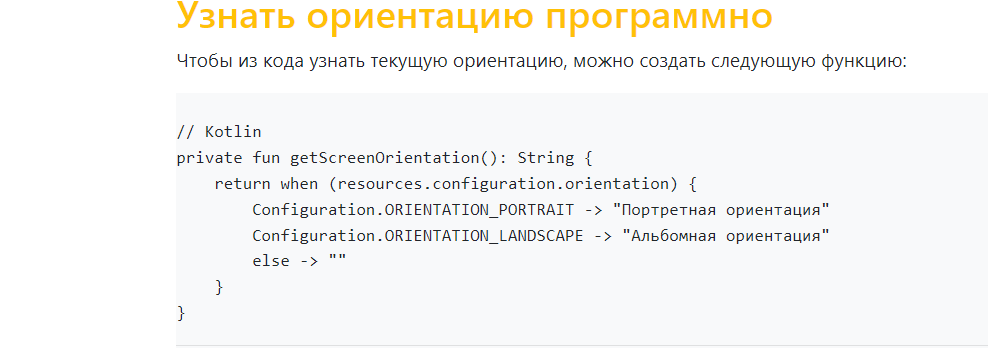 Узнать ориентацию программно
Чтобы из кода узнать текущую ориентацию, можно создать следующую функцию:
// Kotlin
private fun getScreenOrientation(): String {
    return when (resources.configuration.orientation) {
        Configuration.ORIENTATION_PORTRAIT -> "Портретная ориентация"
        Configuration.ORIENTATION_LANDSCAPE -> "Альбомная ориентация"
        else -> ""
    }
}